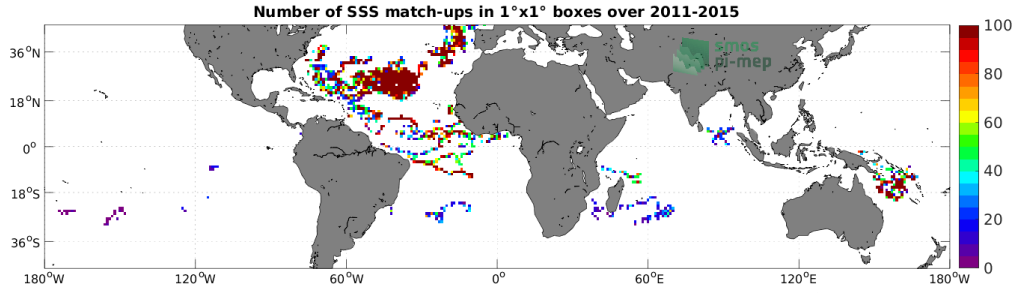 Number of SSS match-ups in 1°x1° boxes over 2011-2015
smos
pi-mep
36°N
18°N
0°
18°S
36°S
180°W
120°W
60°W
0°
60°E
120°E
180°W
100
80
60
40
20
0